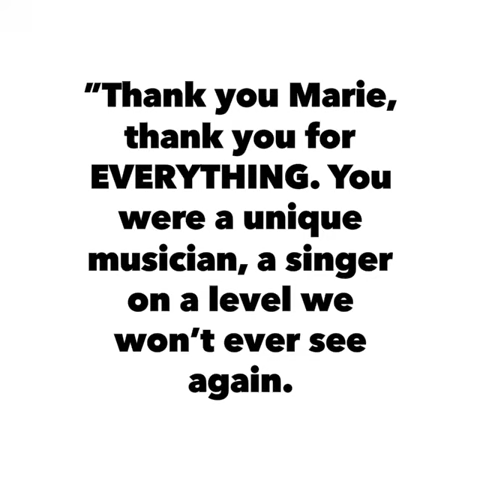 "Thank you Marie,
thank you for
EVERYTHING. You
were a unique
musician, a singer
on a level we
won't ever see
again.